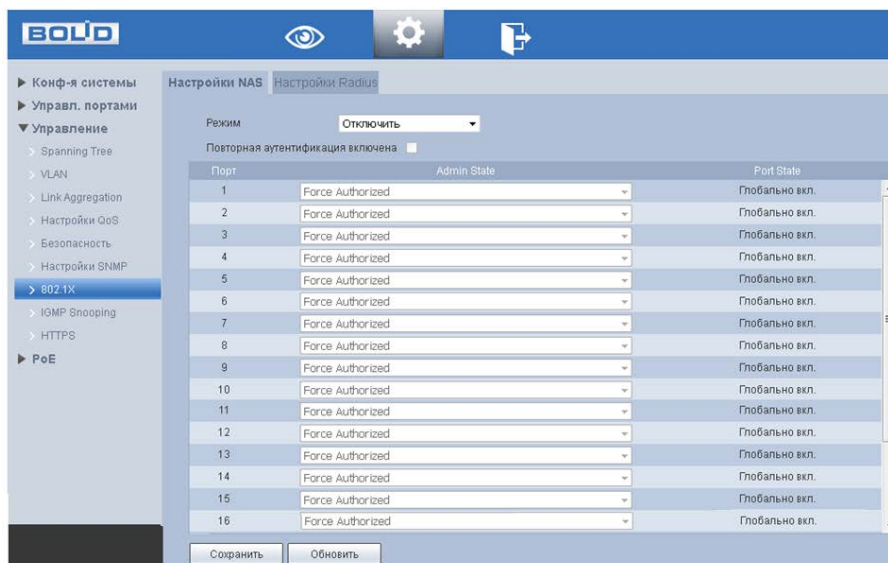 BOLID
Конф-я системы
Управл. портами
Управление
Spanning Tree
VLAN
Link Aggregation
Настройки QoS
Безопасность
Настройки SNMP
802.1X
IGMP Snooping
HTTPS
PoE
Настройки NAS Настройки Radius
Режим Отключить
Повторная аутентификация включена
Порт Admin State Port State
1 Force Authorized Глобально вкл.
2 Force Authorized Глобально вкл.
3 Force Authorized Глобально вкл.
4 Force Authorized Глобально вкл.
5 Force Authorized Глобально вкл.
6 Force Authorized Глобально вкл.
7 Force Authorized Глобально вкл.
8 Force Authorized Глобально вкл.
9 Force Authorized Глобально вкл.
10 Force Authorized Глобально вкл.
11 Force Authorized Глобально вкл.
12 Force Authorized Глобально вкл.
13 Force Authorized Глобально вкл.
14 Force Authorized Глобально вкл.
15 Force Authorized Глобально вкл.
16 Force Authorized Глобально вкл.
Сохранить Обновить